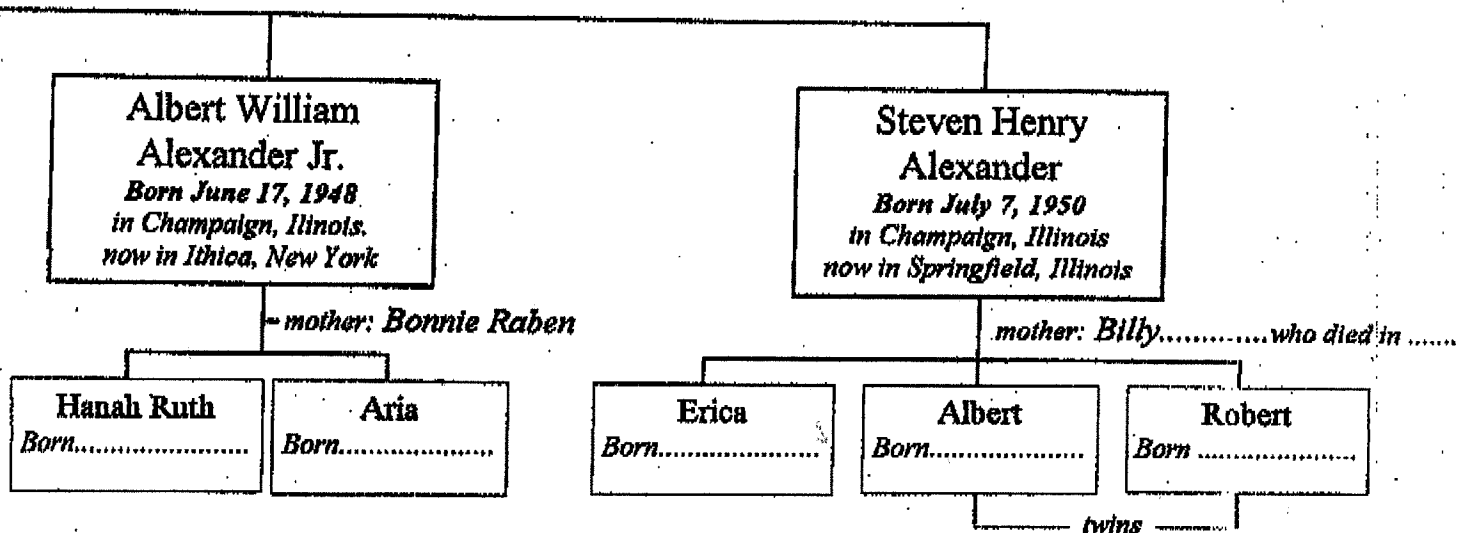 Albert William
Alexander Jr.
Born June 17, 1948
in Champaign, Ilinois.
now in Ithica, New York
Steven Henry
Alexander
Born July 7, 1950
in Champaign, Illinois
now in Springfield, Illinois
mother: Bonnie Raben
mother: Billy..............who died in .......
Hanah Ruth
Born..........................
Aria
Born.....................
Erica
Born.......................
Albert
Born......................
Robert
Born ......................
twins